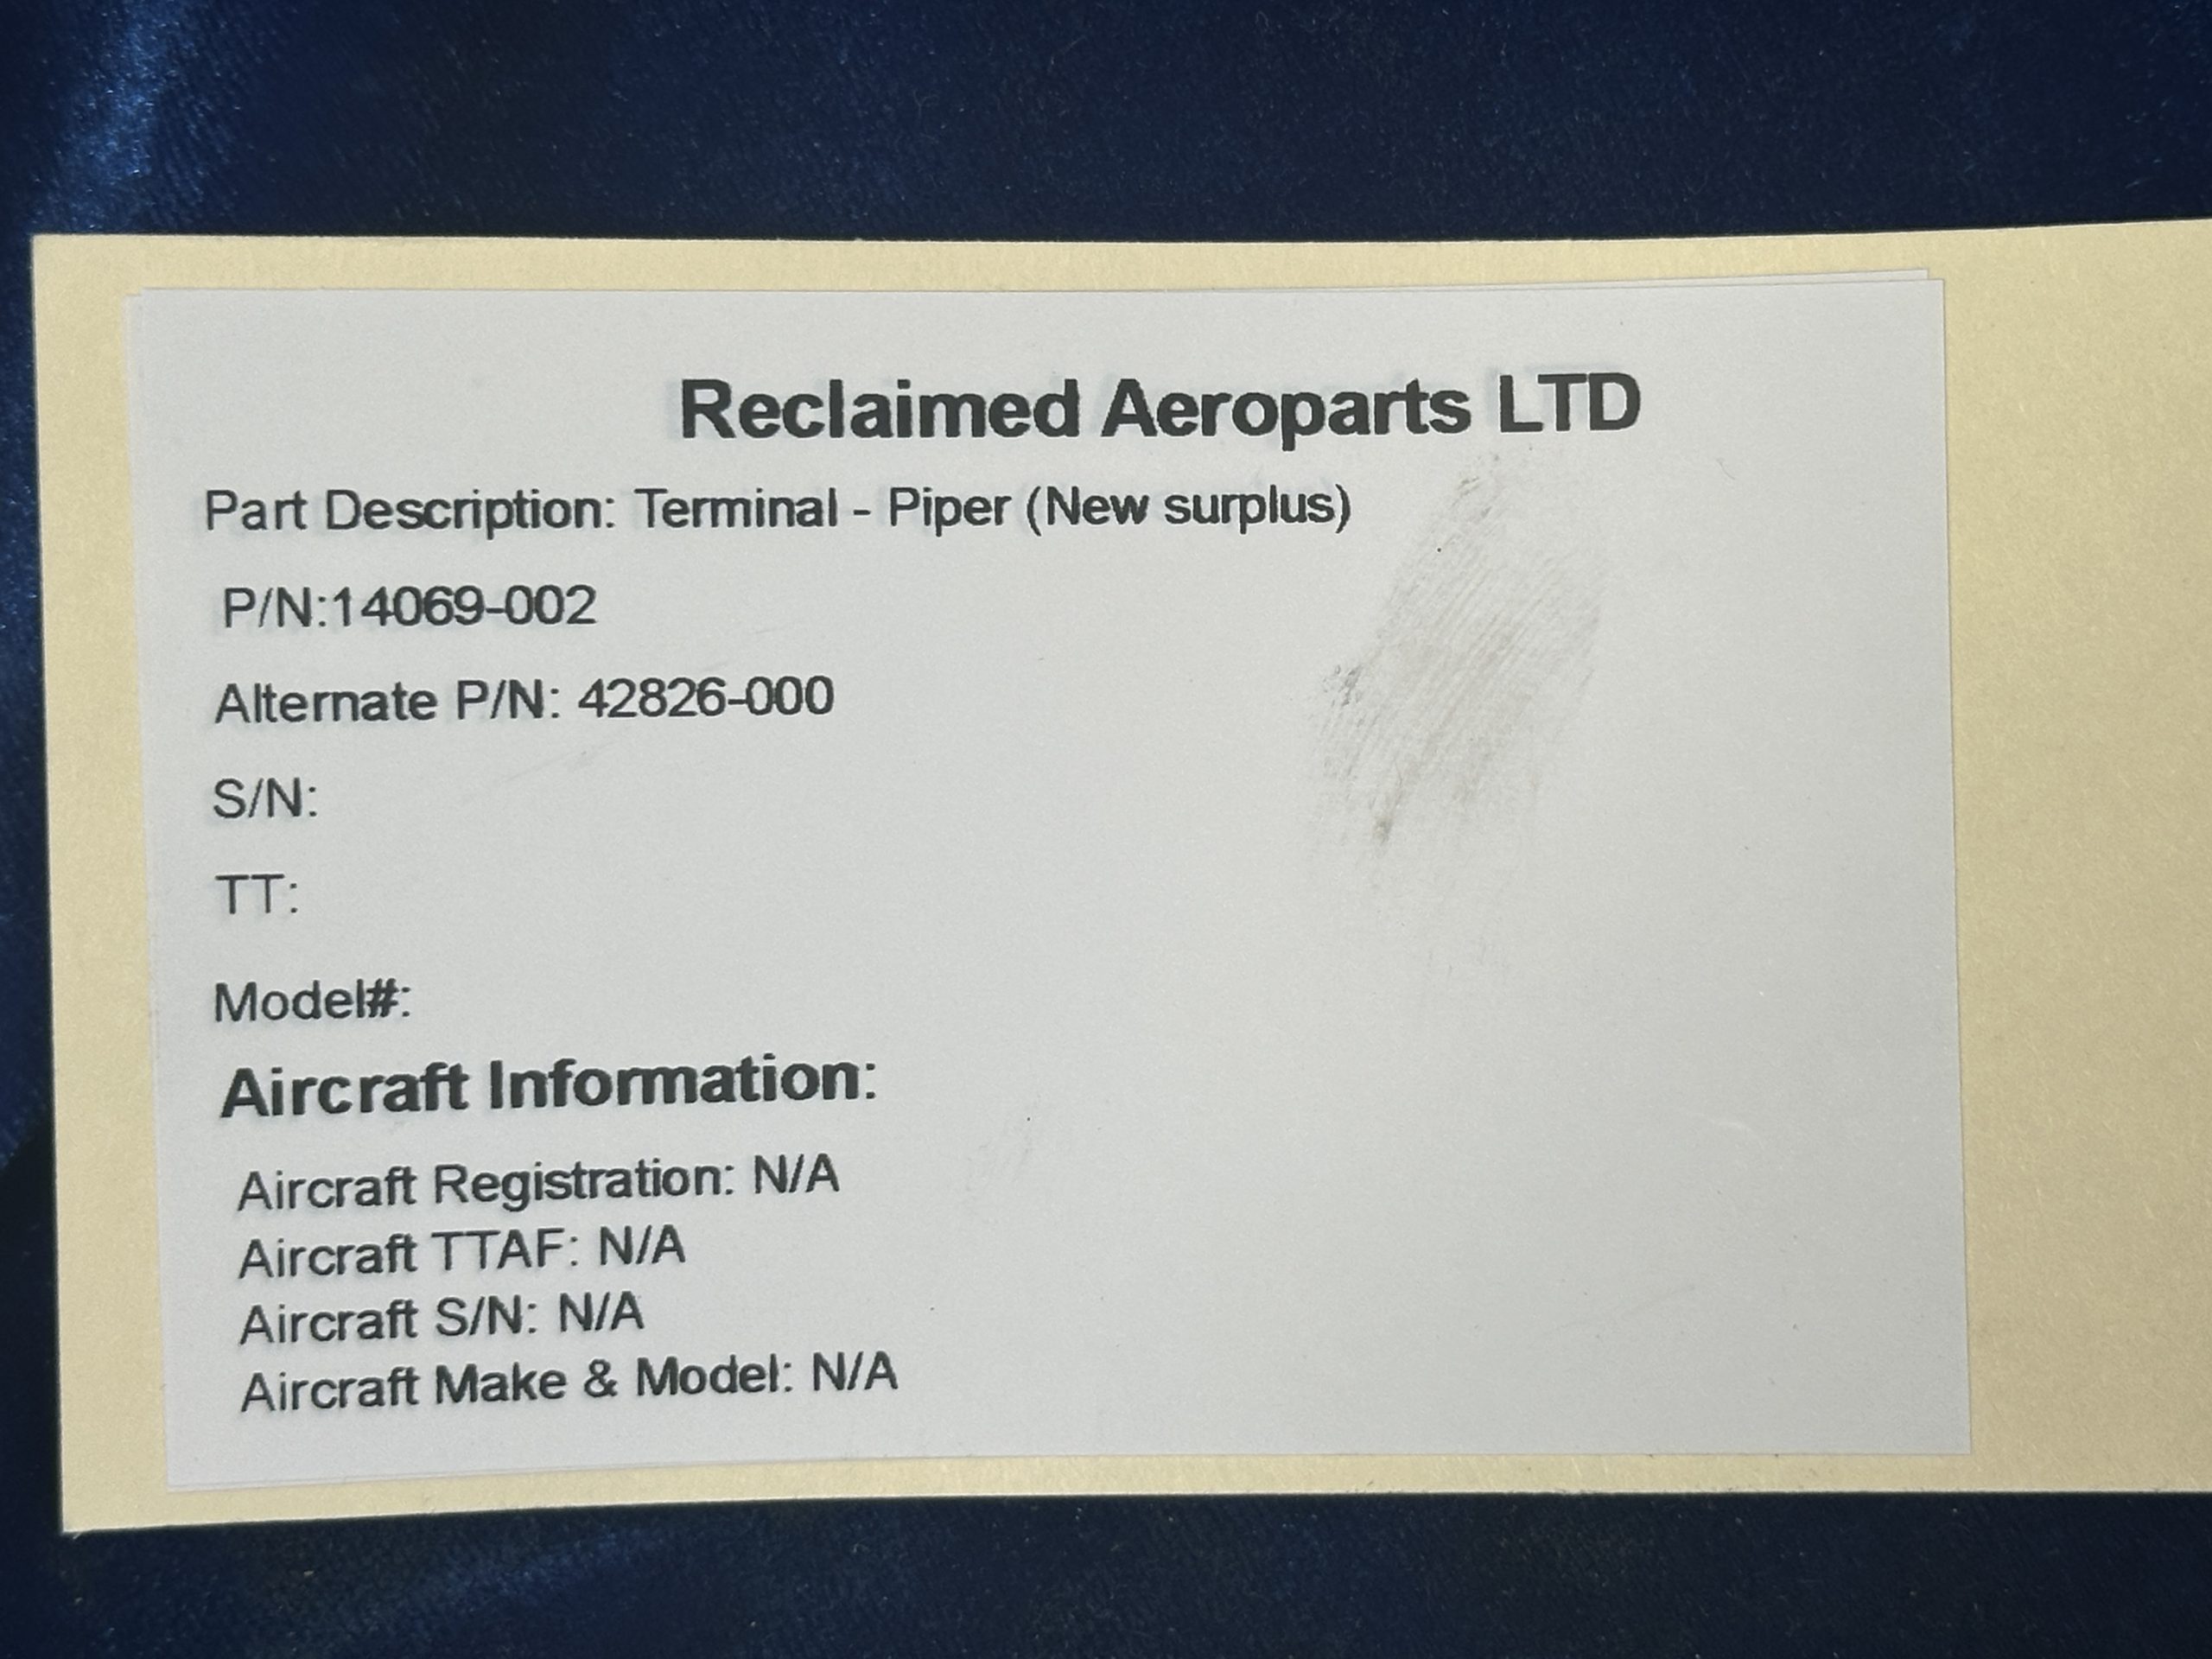 Reclaimed Aeroparts LTD
Part Description: Terminal - Piper (New surplus)
P/N:14069-002
Alternate P/N: 42826-000
S/N:
TT:
Model#:
Aircraft Information:
Aircraft Registration: N/A
Aircraft TTAF: N/A
Aircraft S/N: N/A
Aircraft Make & Model: N/A